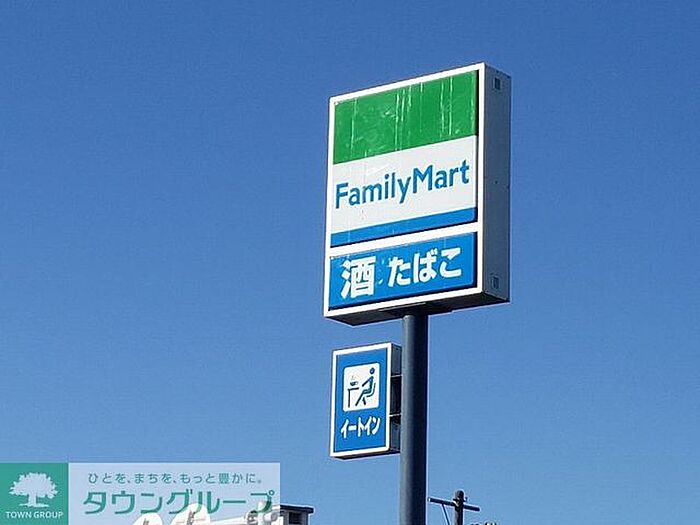 FamilyMart
酒 たばこ
イートイン
ひとを、まちを、もっと豊かに。
タウングループ
TOWN GROUP